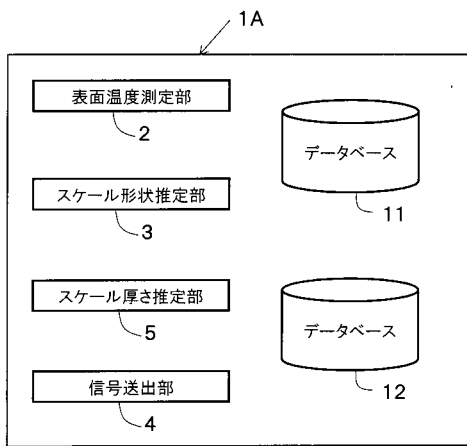 1A
表面温度測定部
2
データベース
11
スケール形状推定部
3
スケール厚さ推定部
5
データベース
12
信号送出部
4